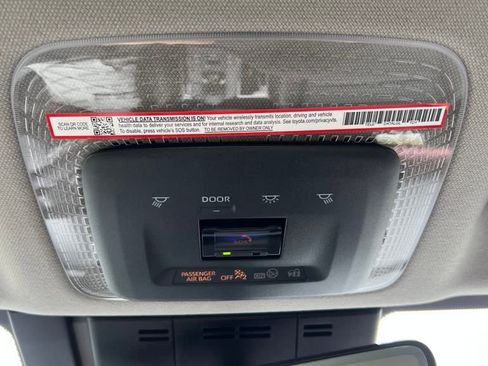 SCAN QR CODE
TO LEARN MORE
VEHICLE DATA TRANSMISSION IS ON! Your vehicle wirelessly transmits location, driving and vehicle
health data to deliver your services and for internal research and data analysis. See toyota.com/privacyvts.
To disable, press vehicle's SOS button. TO BE REMOVED BY OWNER ONLY
DOOR
SOS
PASSENGER
AIR BAG
OFF
2